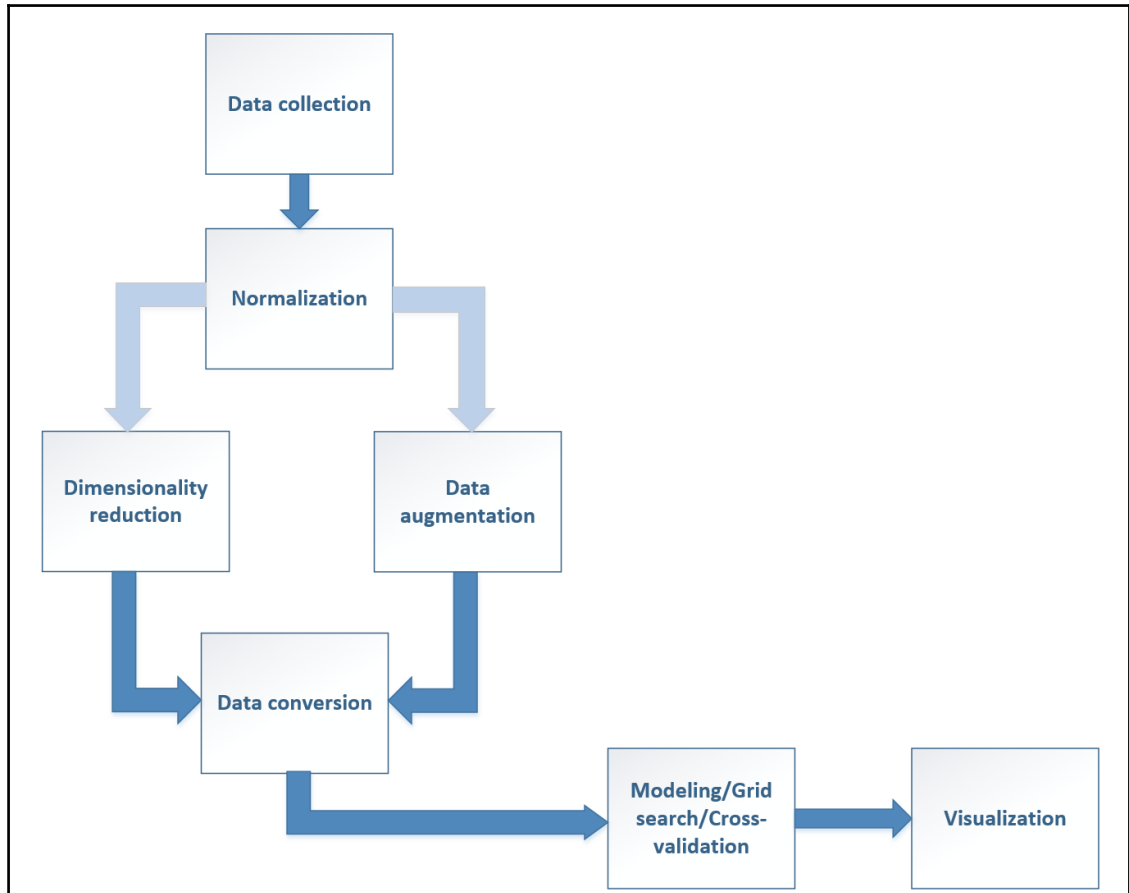 Data collection
Normalization
Dimensionality
reduction
Data
augmentation
Data conversion
Modeling/Grid
search/Cross-
validation
Visualization